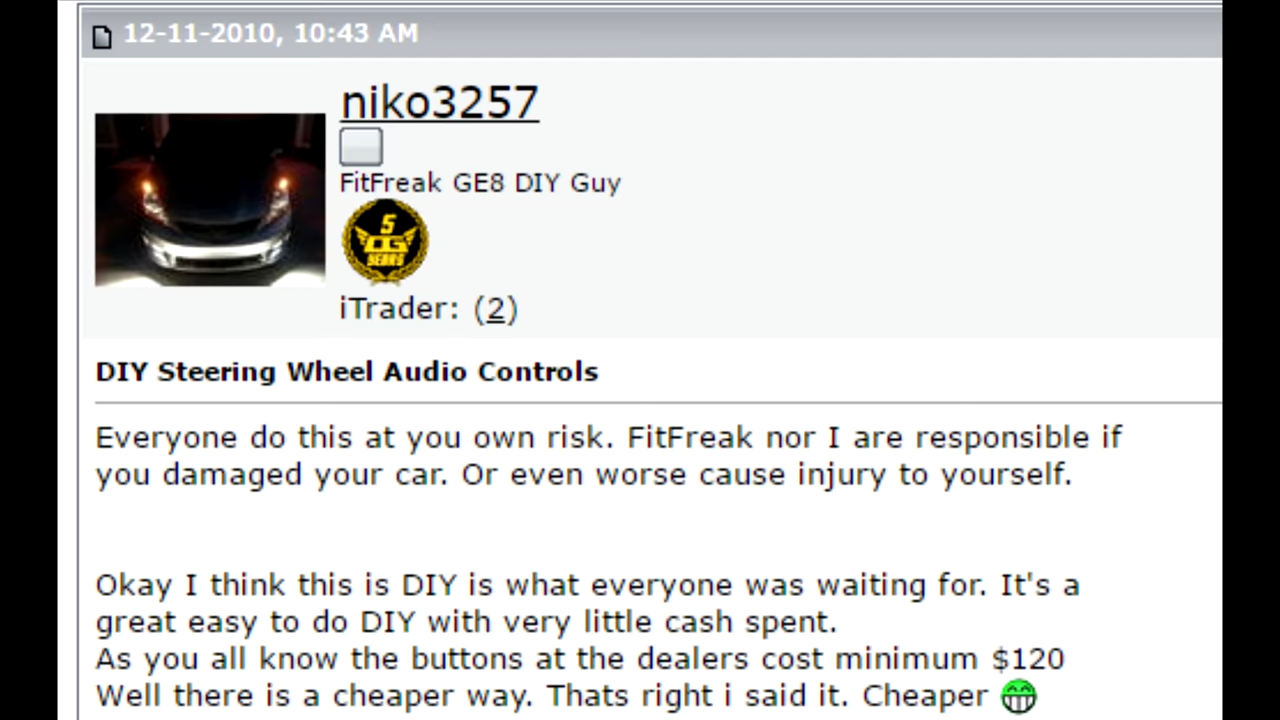 12-11-2010, 10:43 AM
niko3257
FitFreak GE8 DIY Guy
5
OG
YEARS
iTrader: (2)
DIY Steering Wheel Audio Controls
Everyone do this at you own risk. FitFreak nor I are responsible if
you damaged your car. Or even worse cause injury to yourself.
Okay I think this is DIY is what everyone was waiting for. It's a
great easy to do DIY with very little cash spent.
As you all know the buttons at the dealers cost minimum $120
Well there is a cheaper way. Thats right i said it. Cheaper